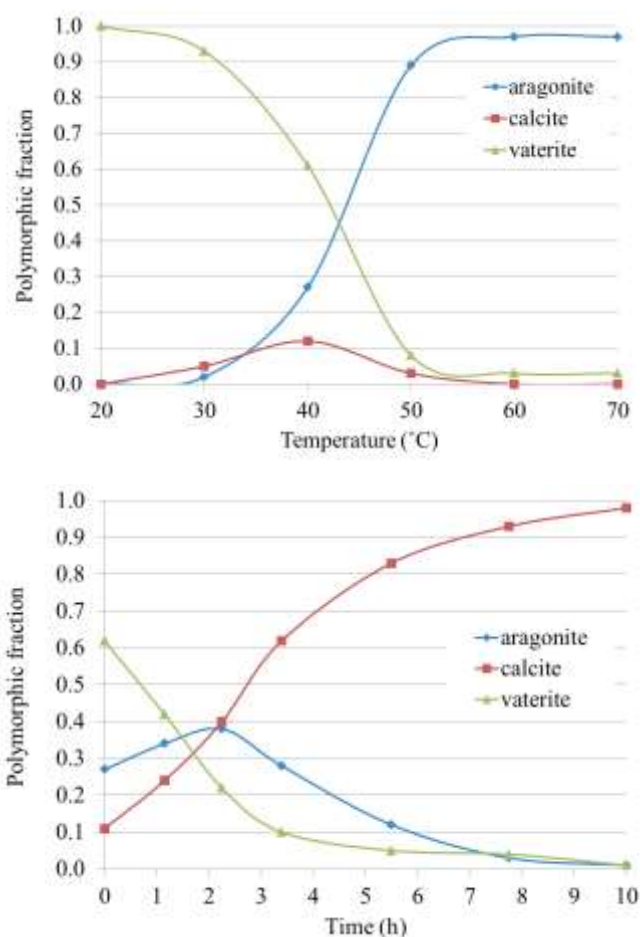 1.0
0.9
0.8
0.7
0.6
0.5
0.4
0.3
0.2
0.1
0.0
Polymorphic fraction
aragonite
calcite
vaterite
20 30 40 50 60 70
Temperature (˚C)
1.0
0.9
0.8
0.7
0.6
0.5
0.4
0.3
0.2
0.1
0.0
Polymorphic fraction
aragonite
calcite
vaterite
0 1 2 3 4 5 6 7 8 9 10
Time (h)